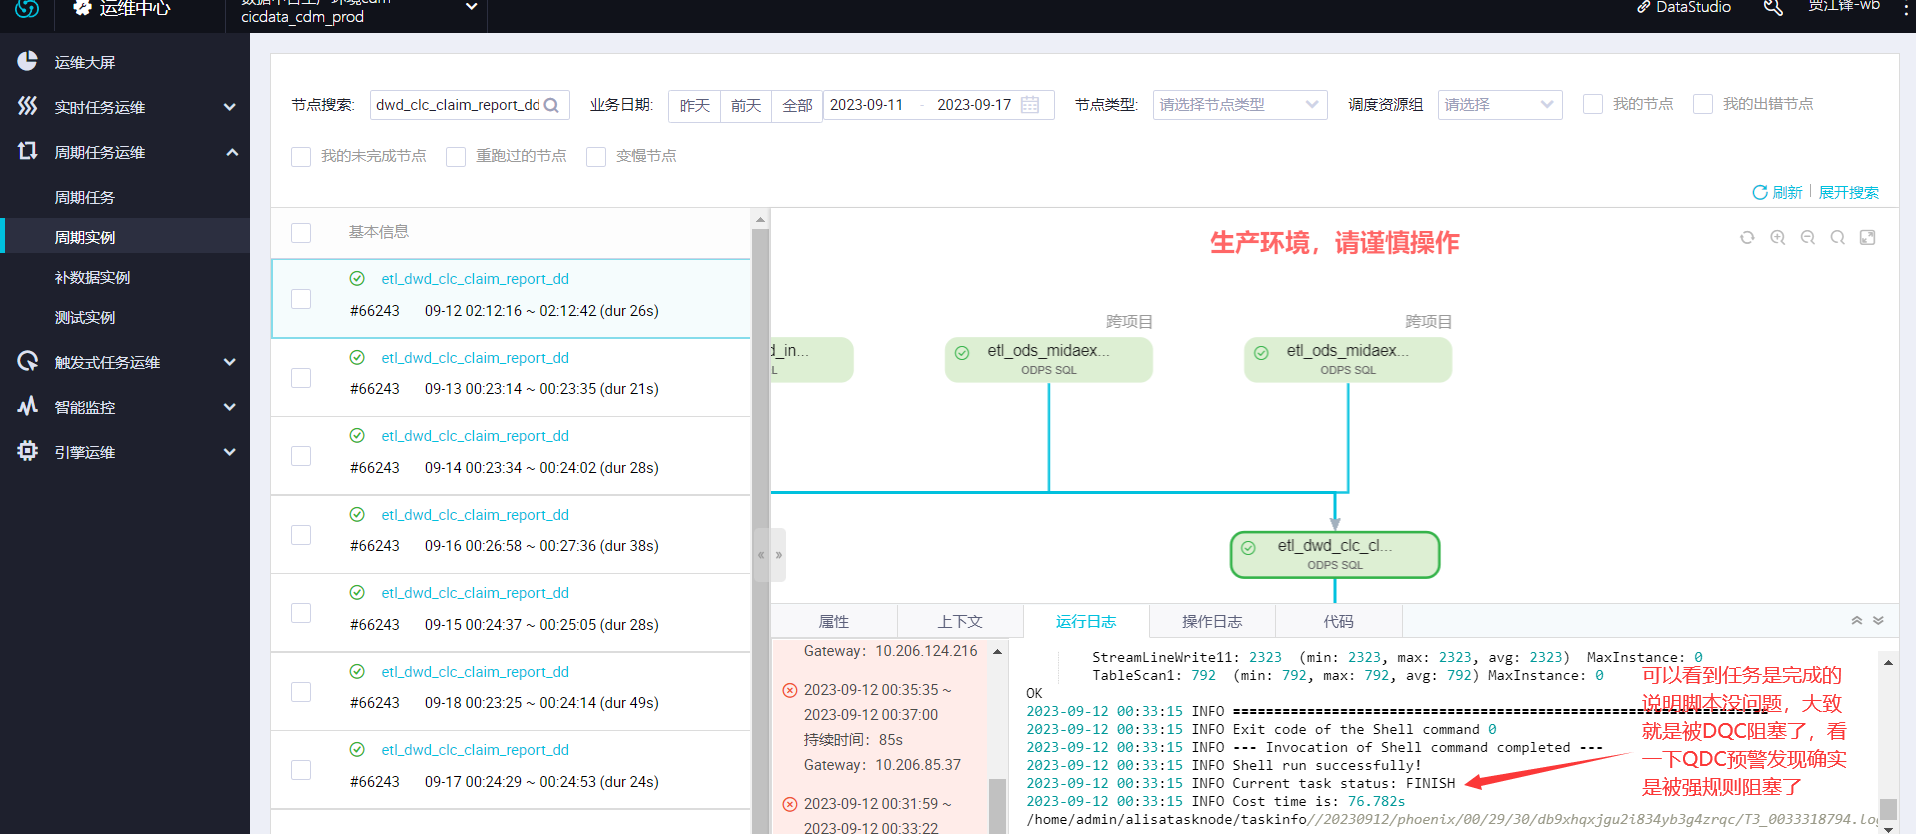 运维中心
数据中台生产环境cdm
cicdata_cdm_prod
DataStudio
贾江锋-wb
运维大屏
实时任务运维
周期任务运维
周期任务
周期实例
补数据实例
测试实例
触发式任务运维
智能监控
引擎运维
节点搜索: dwd_clc_claim_report_dd 业务日期: 昨天 前天 全部 2023-09-11 - 2023-09-17 节点类型: 请选择节点类型 调度资源组 请选择 我的节点 我的出错节点
我的未完成节点 重跑过的节点 变慢节点
刷新 展开搜索
基本信息
etl_dwd_clc_claim_report_dd
#66243 09-12 02:12:16 ~ 02:12:42 (dur 26s)
etl_dwd_clc_claim_report_dd
#66243 09-13 00:23:14 ~ 00:23:35 (dur 21s)
etl_dwd_clc_claim_report_dd
#66243 09-14 00:23:34 ~ 00:24:02 (dur 28s)
etl_dwd_clc_claim_report_dd
#66243 09-16 00:26:58 ~ 00:27:36 (dur 38s)
etl_dwd_clc_claim_report_dd
#66243 09-15 00:24:37 ~ 00:25:05 (dur 28s)
etl_dwd_clc_claim_report_dd
#66243 09-18 00:23:25 ~ 00:24:14 (dur 49s)
etl_dwd_clc_claim_report_dd
#66243 09-17 00:24:29 ~ 00:24:53 (dur 24s)
« »
生产环境，请谨慎操作
跨项目 跨项目
d_in... etl_ods_midaex... etl_ods_midaex...
L ODPS SQL ODPS SQL
etl_dwd_clc_cl...
ODPS SQL
属性 上下文 运行日志 操作日志 代码
Gateway：10.206.124.216
2023-09-12 00:35:35 ~
2023-09-12 00:37:00
持续时间：85s
Gateway：10.206.85.37
2023-09-12 00:31:59 ~
2023-09-12 00:33:22
StreamLineWrite11: 2323 (min: 2323, max: 2323, avg: 2323) MaxInstance: 0
TableScan1: 792 (min: 792, max: 792, avg: 792) MaxInstance: 0
OK
2023-09-12 00:33:15 INFO =================================================================
2023-09-12 00:33:15 INFO Exit code of the Shell command 0
2023-09-12 00:33:15 INFO --- Invocation of Shell command completed ---
2023-09-12 00:33:15 INFO Shell run successfully!
2023-09-12 00:33:15 INFO Current task status: FINISH
2023-09-12 00:33:15 INFO Cost time is: 76.782s
/home/admin/alisatasknode/taskinfo//20230912/phoenix/00/29/30/db9xhqxjgu2i834yb3g4zrqc/T3_0033318794.log
可以看到任务是完成的
说明脚本没问题，大致
就是被DQC阻塞了，看
一下QDC预警发现确实
是被强规则阻塞了